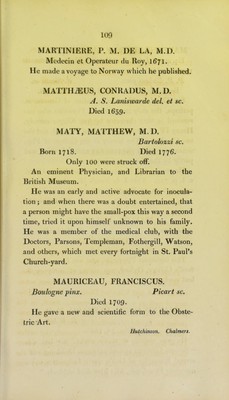 109
MARTINIERE, P. M. DE LA, M.D.
Medecin et Operateur du Roy, 1671.
He made a voyage to Norway which he published.
MATTHÆUS, CONRADUS, M.D.
A. S. Laniswarde del. et sc.
Died 1659.
MATY, MATTHEW, M.D.
Bartolozzi sc.
Born 1718. Died 1776.
Only 100 were struck off.
An eminent Physician, and Librarian to the
British Museum.
He was an early and active advocate for inocula-
tion; and when there was a doubt entertained, that
a person might have the small-pox this way a second
time, tried it upon himself unknown to his family.
He was a member of the medical club, with the
Doctors, Parsons, Templeman, Fothergill, Watson,
and others, which met every fortnight in St. Paul's
Church-yard.
MAURICEAU, FRANCISCUS.
Boulogne pinx. Picart sc.
Died 1709.
He gave a new and scientific form to the Obste-
tric Art.
Hutchinson. Chalmers.